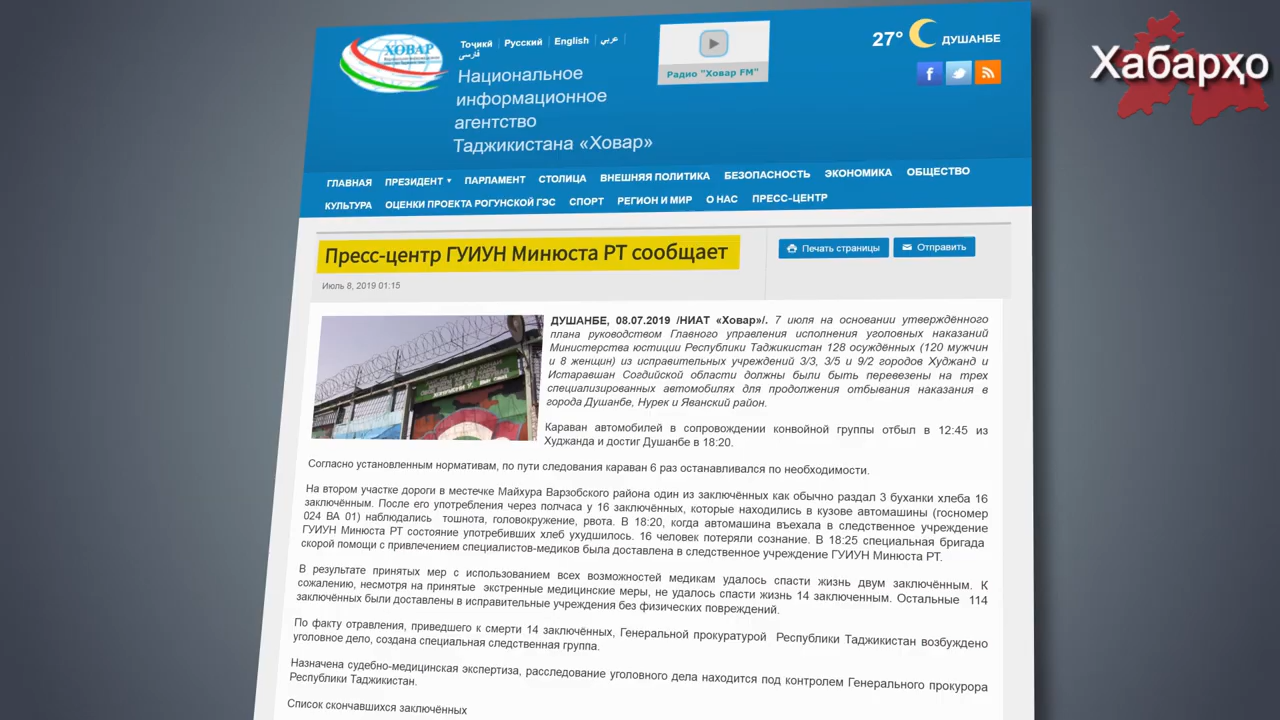 Хабарҳо
ХОВАР
Тоҷикӣ Русский English عربي
فارسی
Национальное
информационное
агентство
Таджикистана «Ховар»
Радио "Ховар FM"
27° ДУШАНБЕ
ГЛАВНАЯ ПРЕЗИДЕНТ ПАРЛАМЕНТ СТОЛИЦА ВНЕШНЯЯ ПОЛИТИКА БЕЗОПАСНОСТЬ ЭКОНОМИКА ОБЩЕСТВО
КУЛЬТУРА ОЦЕНКИ ПРОЕКТА РОГУНСКОЙ ГЭС СПОРТ РЕГИОН И МИР О НАС ПРЕСС-ЦЕНТР
Пресс-центр ГУИУН Минюста РТ сообщает
Печать страницы Отправить
Июль 8, 2019 01:15
ДУШАНБЕ, 08.07.2019 /НИАТ «Ховар»/. 7 июля на основании утверждённого
плана руководством Главного управления исполнения уголовных наказаний
Министерства юстиции Республики Таджикистан 128 осуждённых (120 мужчин
и 8 женщин) из исправительных учреждений 3/3, 3/5 и 9/2 городов Худжанд и
Истаравшан Согдийской области должны были быть перевезены на трех
специализированных автомобилях для продолжения отбывания наказания в
города Душанбе, Нурек и Яванский район.
Караван автомобилей в сопровождении конвойной группы отбыл в 12:45 из
Худжанда и достиг Душанбе в 18:20.
Согласно установленным нормативам, по пути следования караван 6 раз останавливался по необходимости.
На втором участке дороги в местечке Майхура Варзобского района один из заключённых как обычно раздал 3 буханки хлеба 16
заключённым. После его употребления через полчаса у 16 заключённых, которые находились в кузове автомашины (госномер
024 ВА 01) наблюдались тошнота, головокружение, рвота. В 18:20, когда автомашина въехала в следственное учреждение
ГУИУН Минюста РТ состояние употребивших хлеб ухудшилось. 16 человек потеряли сознание. В 18:25 специальная бригада
скорой помощи с привлечением специалистов-медиков была доставлена в следственное учреждение ГУИУН Минюста РТ.
В результате принятых мер с использованием всех возможностей медикам удалось спасти жизнь двум заключённым. К
сожалению, несмотря на принятые экстренные медицинские меры, не удалось спасти жизнь 14 заключенным. Остальные 114
заключённых были доставлены в исправительные учреждения без физических повреждений.
По факту отравления, приведшего к смерти 14 заключённых, Генеральной прокуратурой Республики Таджикистан возбуждено
уголовное дело, создана специальная следственная группа.
Назначена судебно-медицинская экспертиза, расследование уголовного дела находится под контролем Генерального прокурора
Республики Таджикистан.
Список скончавшихся заключённых